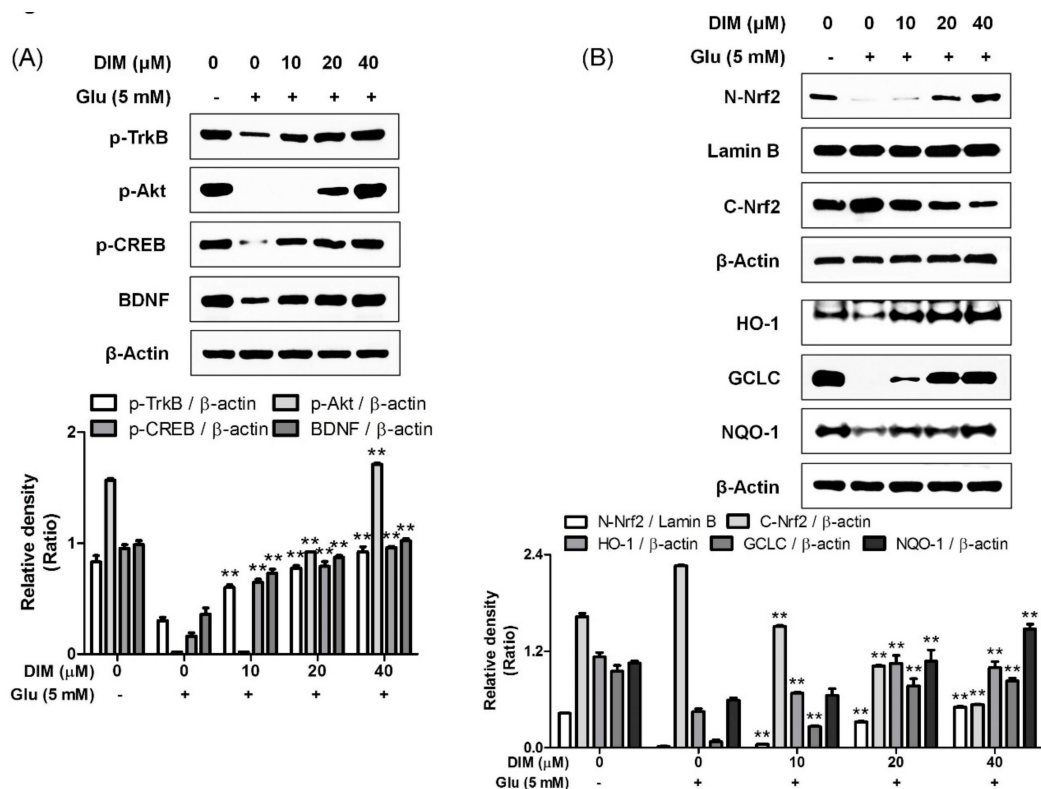 (A)
DIM (μM) 0 0 10 20 40
Glu (5 mM) - + + + +
p-TrkB
p-Akt
p-CREB
BDNF
β-Actin
p-TrkB / β-actin p-Akt / β-actin
p-CREB / β-actin BDNF / β-actin
Relative density
(Ratio)
2
1
0
** ** ** ** ** ** ** ** ** ** **
DIM (μM) 0 0 10 20 40
Glu (5 mM) - + + + +
(B)
DIM (μM) 0 0 10 20 40
Glu (5 mM) - + + + +
N-Nrf2
Lamin B
C-Nrf2
β-Actin
HO-1
GCLC
NQO-1
β-Actin
N-Nrf2 / Lamin B C-Nrf2 / β-actin
HO-1 / β-actin GCLC / β-actin NQO-1 / β-actin
Relative density
(Ratio)
2.4
1.2
0.0
** ** ** ** ** ** ** ** ** ** ** ** ** **
DIM (μM) 0 0 10 20 40
Glu (5 mM) - + + + +